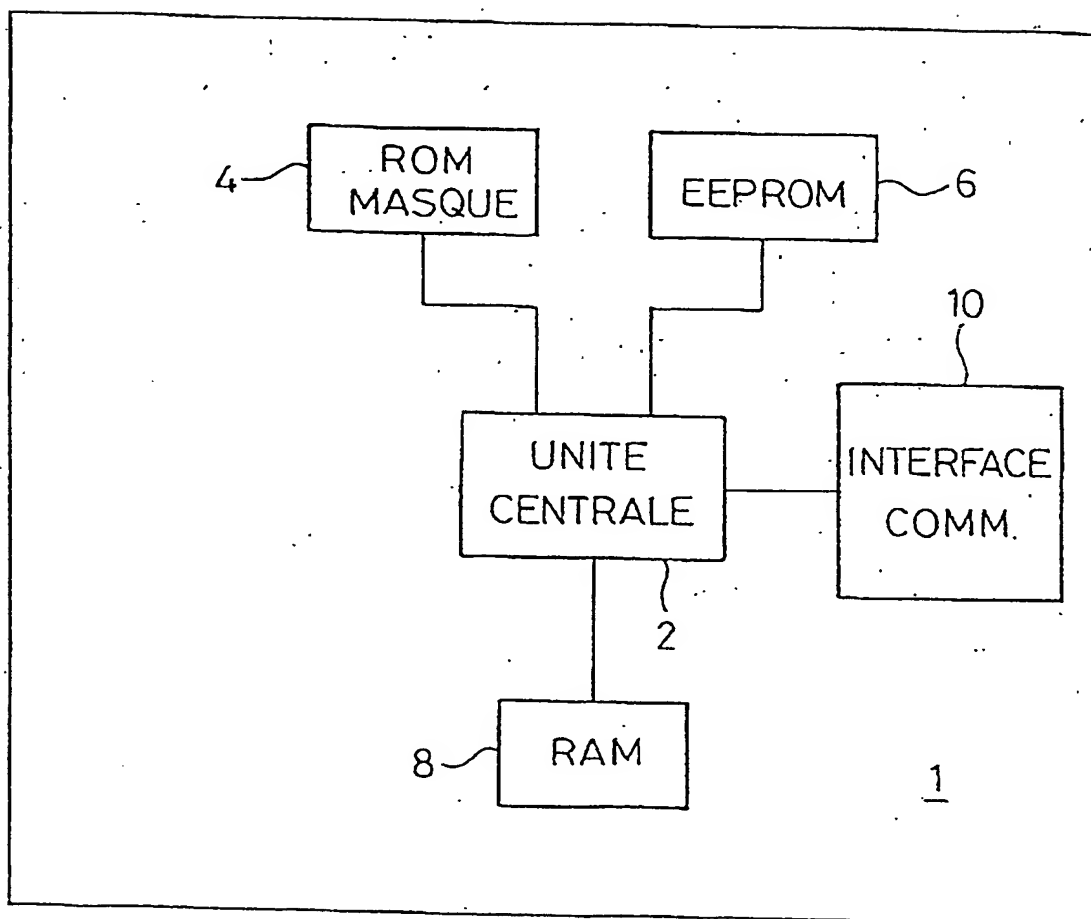 ROM
MASQUE
4
EEPROM
6
10
UNITE
CENTRALE
INTERFACE
COMM.
2
8
RAM
1